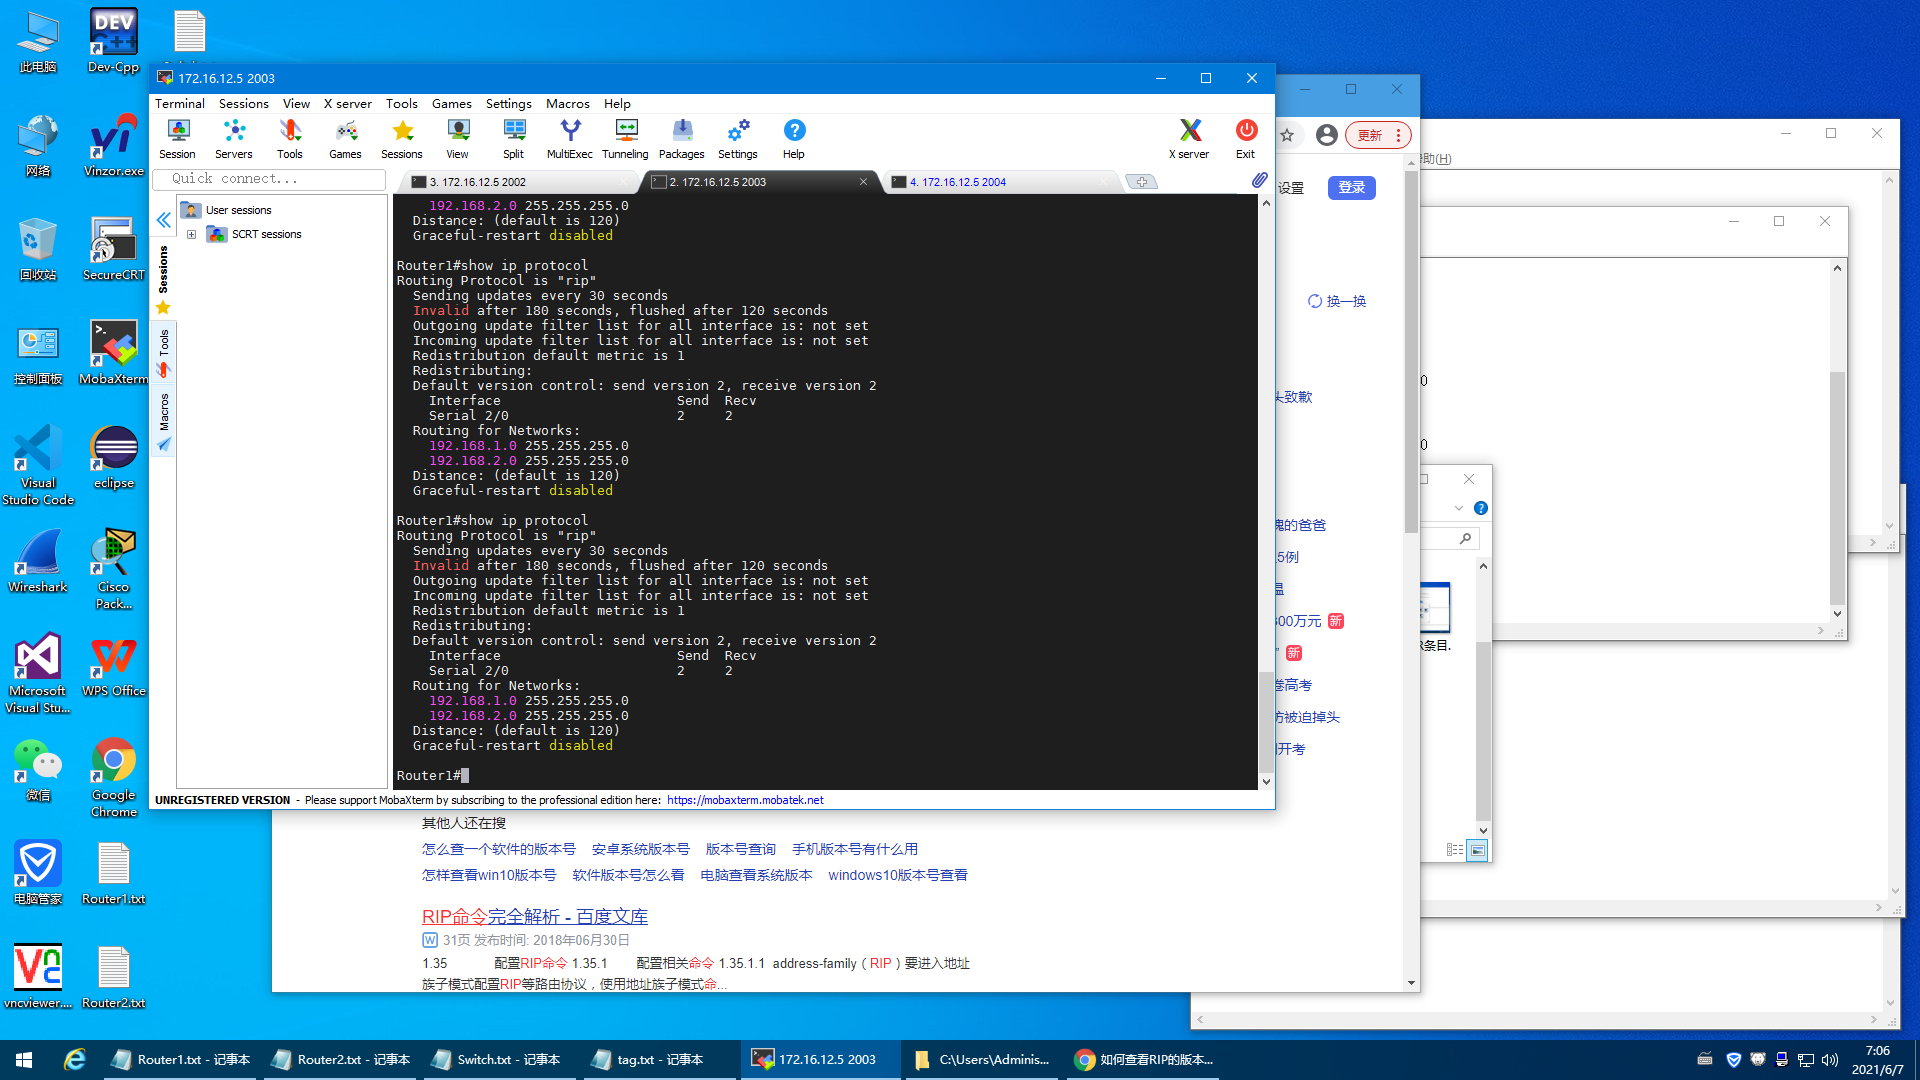 此电脑
Dev-Cpp
网络
Vinzor.exe
回收站
SecureCRT
控制面板
MobaXterm
Visual
Studio Code
eclipse
Wireshark
Cisco
Pack...
Microsoft
Visual Stu...
WPS Office
微信
Google
Chrome
电脑管家
Router1.txt
vncviewer....
Router2.txt
172.16.12.5 2003
Terminal Sessions View X server Tools Games Settings Macros Help
Session Servers Tools Games Sessions View Split MultiExec Tunneling Packages Settings Help X server Exit
Quick connect...
3. 172.16.12.5 2002
2. 172.16.12.5 2003
4. 172.16.12.5 2004
User sessions
SCRT sessions
Sessions
Tools
Macros
192.168.2.0 255.255.255.0
Distance: (default is 120)
Graceful-restart disabled
Router1#show ip protocol
Routing Protocol is "rip"
Sending updates every 30 seconds
Invalid after 180 seconds, flushed after 120 seconds
Outgoing update filter list for all interface is: not set
Incoming update filter list for all interface is: not set
Redistribution default metric is 1
Redistributing:
Default version control: send version 2, receive version 2
Interface Send Recv
Serial 2/0 2 2
Routing for Networks:
192.168.1.0 255.255.255.0
192.168.2.0 255.255.255.0
Distance: (default is 120)
Graceful-restart disabled
Router1#show ip protocol
Routing Protocol is "rip"
Sending updates every 30 seconds
Invalid after 180 seconds, flushed after 120 seconds
Outgoing update filter list for all interface is: not set
Incoming update filter list for all interface is: not set
Redistribution default metric is 1
Redistributing:
Default version control: send version 2, receive version 2
Interface Send Recv
Serial 2/0 2 2
Routing for Networks:
192.168.1.0 255.255.255.0
192.168.2.0 255.255.255.0
Distance: (default is 120)
Graceful-restart disabled
Router1#
UNREGISTERED VERSION - Please support MobaXterm by subscribing to the professional edition here: https://mobaxterm.mobatek.net
更新
助(H)
设置
登录
换一换
头致歉
的爸爸
5例
温
00万元 新
新
卷高考
被迫掉头
开考
0
0
条目.
其他人还在搜
怎么查一个软件的版本号 安卓系统版本号 版本号查询 手机版本号有什么用
怎样查看win10版本号 软件版本号怎么看 电脑查看系统版本 windows10版本号查看
RIP命令完全解析 - 百度文库
W 31页 发布时间: 2018年06月30日
1.35 配置RIP命令 1.35.1 配置相关命令 1.35.1.1 address-family（RIP）要进入地址
族子模式配置RIP等路由协议，使用地址族子模式命...
Router1.txt - 记事本
Router2.txt - 记事本
Switch.txt - 记事本
tag.txt - 记事本
172.16.12.5 2003
C:\Users\Adminis...
如何查看RIP的版本...
7:06
2021/6/7